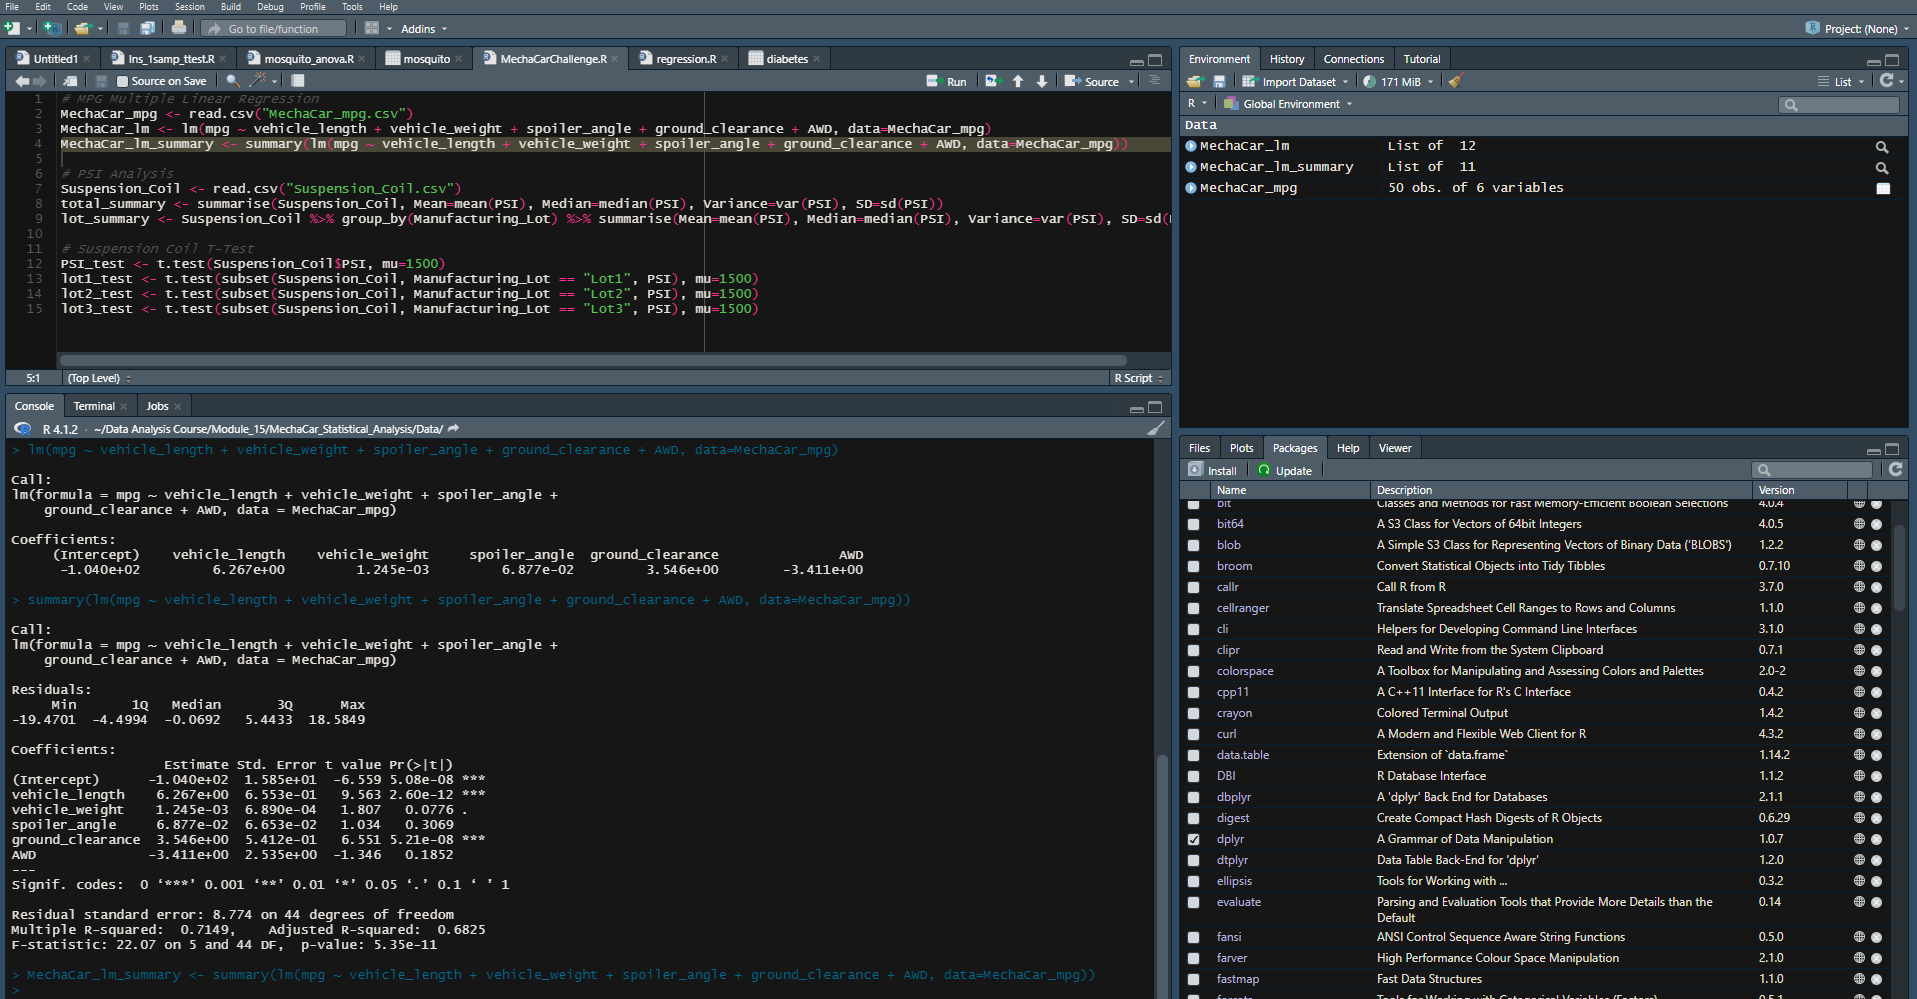 File Edit Code View Plots Session Build Debug Profile Tools Help
Go to file/function Addins Project: (None)
Untitled1 Ins_1samp_ttest.R mosquito_anova.R mosquito MechaCarChallenge.R regression.R diabetes
Source on Save Run Source
1 # MPG Multiple Linear Regression
2 MechaCar_mpg <- read.csv("MechaCar_mpg.csv")
3 MechaCar_lm <- lm(mpg ~ vehicle_length + vehicle_weight + spoiler_angle + ground_clearance + AWD, data=MechaCar_mpg)
4 MechaCar_lm_summary <- summary(lm(mpg ~ vehicle_length + vehicle_weight + spoiler_angle + ground_clearance + AWD, data=MechaCar_mpg))
5
6 # PSI Analysis
7 Suspension_Coil <- read.csv("Suspension_Coil.csv")
8 total_summary <- summarise(Suspension_Coil, Mean=mean(PSI), Median=median(PSI), Variance=var(PSI), SD=sd(PSI))
9 lot_summary <- Suspension_Coil %>% group_by(Manufacturing_Lot) %>% summarise(Mean=mean(PSI), Median=median(PSI), Variance=var(PSI), SD=sd(
10
11 # Suspension Coil T-Test
12 PSI_test <- t.test(Suspension_Coil$PSI, mu=1500)
13 lot1_test <- t.test(subset(Suspension_Coil, Manufacturing_Lot == "Lot1", PSI), mu=1500)
14 lot2_test <- t.test(subset(Suspension_Coil, Manufacturing_Lot == "Lot2", PSI), mu=1500)
15 lot3_test <- t.test(subset(Suspension_Coil, Manufacturing_Lot == "Lot3", PSI), mu=1500)
5:1 (Top Level) R Script
Console Terminal Jobs
R 4.1.2 · ~/Data Analysis Course/Module_15/MechaCar_Statistical_Analysis/Data/
> lm(mpg ~ vehicle_length + vehicle_weight + spoiler_angle + ground_clearance + AWD, data=MechaCar_mpg)
Call:
lm(formula = mpg ~ vehicle_length + vehicle_weight + spoiler_angle +
ground_clearance + AWD, data = MechaCar_mpg)
Coefficients:
(Intercept) vehicle_length vehicle_weight spoiler_angle ground_clearance AWD
-1.040e+02 6.267e+00 1.245e-03 6.877e-02 3.546e+00 -3.411e+00
> summary(lm(mpg ~ vehicle_length + vehicle_weight + spoiler_angle + ground_clearance + AWD, data=MechaCar_mpg))
Call:
lm(formula = mpg ~ vehicle_length + vehicle_weight + spoiler_angle +
ground_clearance + AWD, data = MechaCar_mpg)
Residuals:
Min 1Q Median 3Q Max
-19.4701 -4.4994 -0.0692 5.4433 18.5849
Coefficients:
Estimate Std. Error t value Pr(>|t|)
(Intercept) -1.040e+02 1.585e+01 -6.559 5.08e-08 ***
vehicle_length 6.267e+00 6.553e-01 9.563 2.60e-12 ***
vehicle_weight 1.245e-03 6.890e-04 1.807 0.0776 .
spoiler_angle 6.877e-02 6.653e-02 1.034 0.3069
ground_clearance 3.546e+00 5.412e-01 6.551 5.21e-08 ***
AWD -3.411e+00 2.535e+00 -1.346 0.1852
---
Signif. codes: 0 ‘***’ 0.001 ‘**’ 0.01 ‘*’ 0.05 ‘.’ 0.1 ‘ ’ 1
Residual standard error: 8.774 on 44 degrees of freedom
Multiple R-squared: 0.7149, Adjusted R-squared: 0.6825
F-statistic: 22.07 on 5 and 44 DF, p-value: 5.35e-11
> MechaCar_lm_summary <- summary(lm(mpg ~ vehicle_length + vehicle_weight + spoiler_angle + ground_clearance + AWD, data=MechaCar_mpg))
>
Environment History Connections Tutorial
Import Dataset 171 MiB List
R Global Environment
Data
MechaCar_lm List of 12
MechaCar_lm_summary List of 11
MechaCar_mpg 50 obs. of 6 variables
Files Plots Packages Help Viewer
Install Update
Name Description Version
bit Classes and Methods for Fast Memory-Efficient Boolean Selections 4.0.4
bit64 A S3 Class for Vectors of 64bit Integers 4.0.5
blob A Simple S3 Class for Representing Vectors of Binary Data ('BLOBS') 1.2.2
broom Convert Statistical Objects into Tidy Tibbles 0.7.10
callr Call R from R 3.7.0
cellranger Translate Spreadsheet Cell Ranges to Rows and Columns 1.1.0
cli Helpers for Developing Command Line Interfaces 3.1.0
clipr Read and Write from the System Clipboard 0.7.1
colorspace A Toolbox for Manipulating and Assessing Colors and Palettes 2.0-2
cpp11 A C++11 Interface for R's C Interface 0.4.2
crayon Colored Terminal Output 1.4.2
curl A Modern and Flexible Web Client for R 4.3.2
data.table Extension of `data.frame` 1.14.2
DBI R Database Interface 1.1.2
dbplyr A 'dplyr' Back End for Databases 2.1.1
digest Create Compact Hash Digests of R Objects 0.6.29
dplyr A Grammar of Data Manipulation 1.0.7
dtplyr Data Table Back-End for 'dplyr' 1.2.0
ellipsis Tools for Working with ... 0.3.2
evaluate Parsing and Evaluation Tools that Provide More Details than the
Default 0.14
fansi ANSI Control Sequence Aware String Functions 0.5.0
farver High Performance Colour Space Manipulation 2.1.0
fastmap Fast Data Structures 1.1.0
forcats Tools for Working with Categorical Variables (Factors) 0.5.1